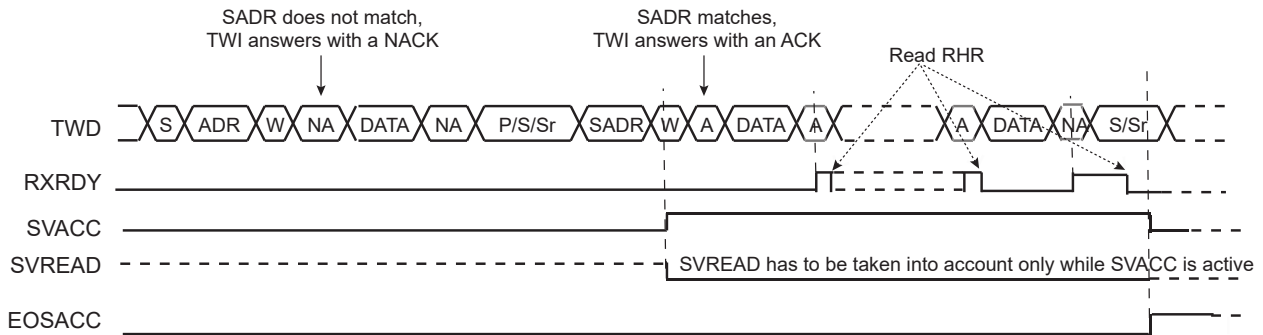 SADR does not match,
TWI answers with a NACK
SADR matches,
TWI answers with an ACK
Read RHR
TWD S ADR W NA DATA NA P/S/Sr SADR W A DATA A A DATA NA S/Sr
RXRDY
SVACC
SVREAD SVREAD has to be taken into account only while SVACC is active
EOSACC